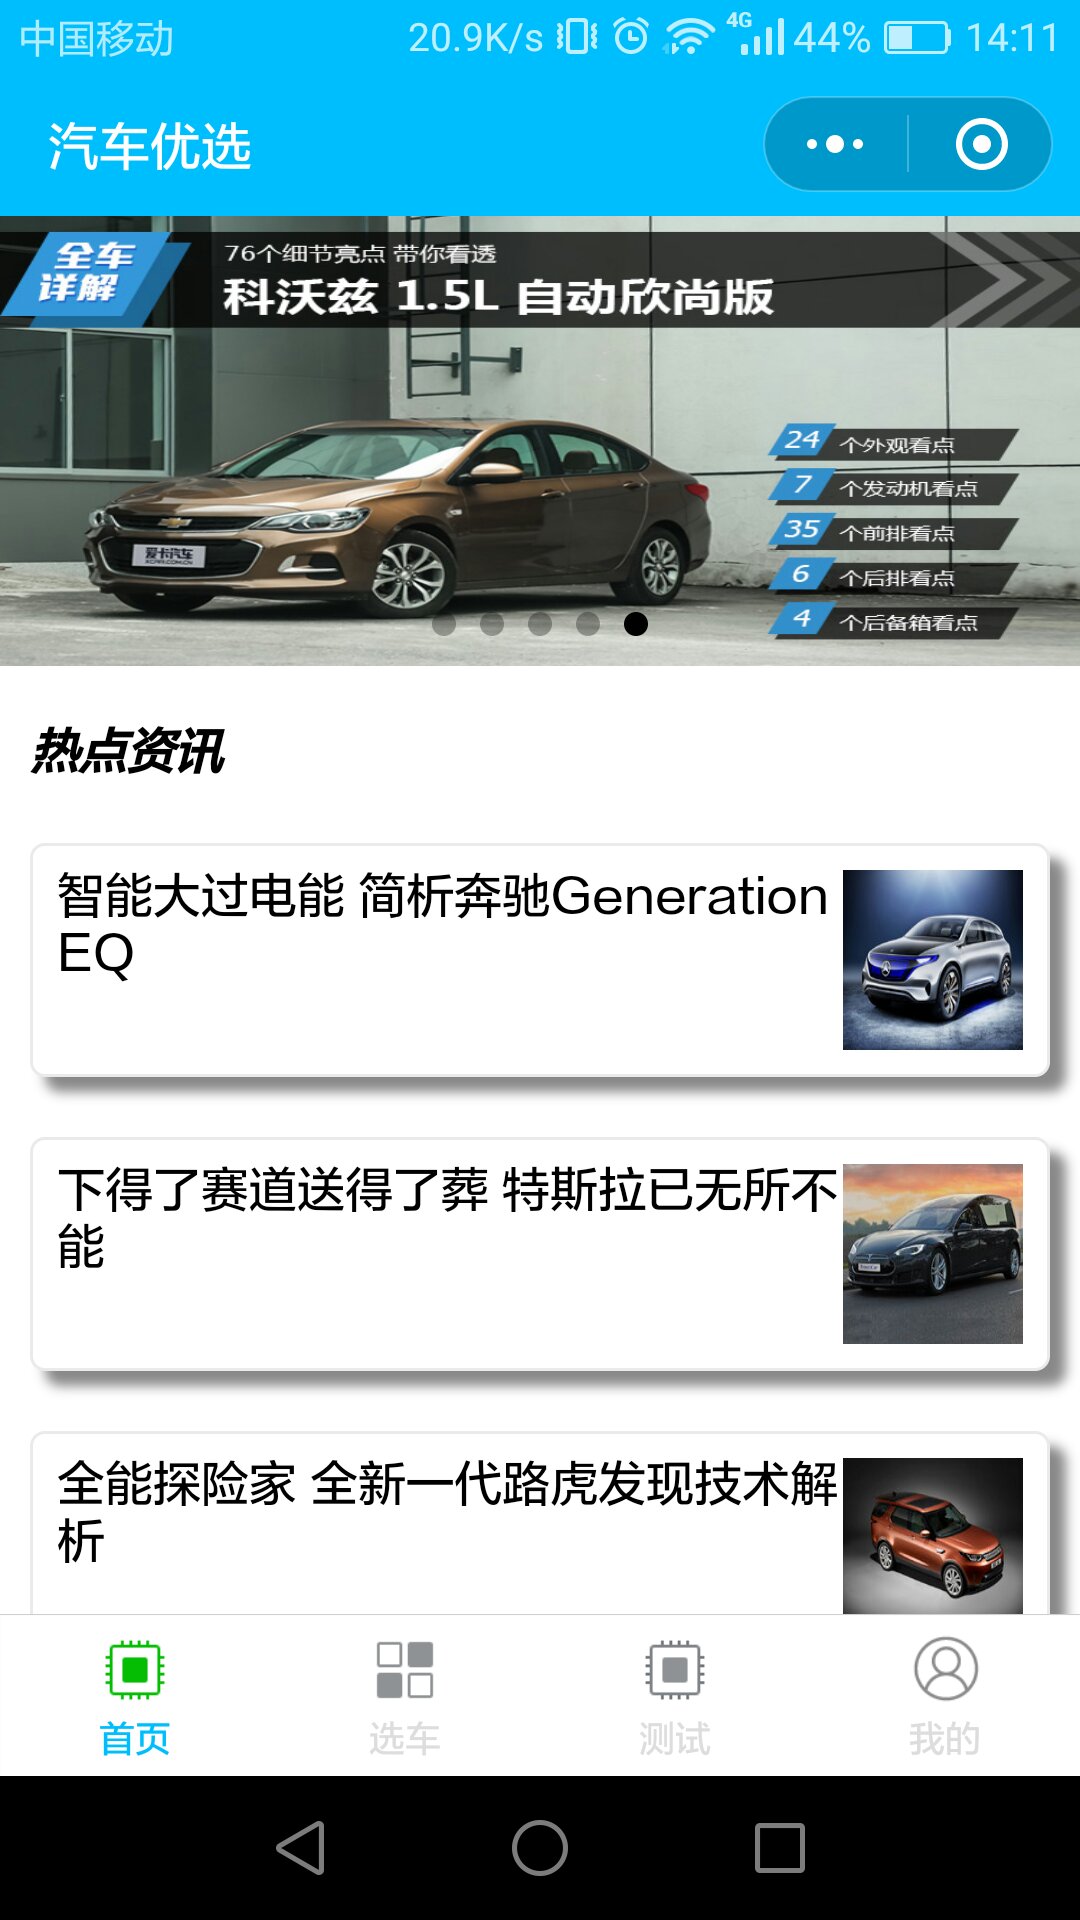 中国移动 20.9K/s 4G 44% 14:11
汽车优选
全车
详解
76个细节亮点 带你看透
科沃兹 1.5L 自动欣尚版
24 个外观看点
7 个发动机看点
35 个前排看点
6 个后排看点
4 个后备箱看点
爱卡汽车
XCAR.COM.CN
热点资讯
智能大过电能 简析奔驰Generation
EQ
下得了赛道送得了葬 特斯拉已无所不
能
全能探险家 全新一代路虎发现技术解
析
首页 选车 测试 我的